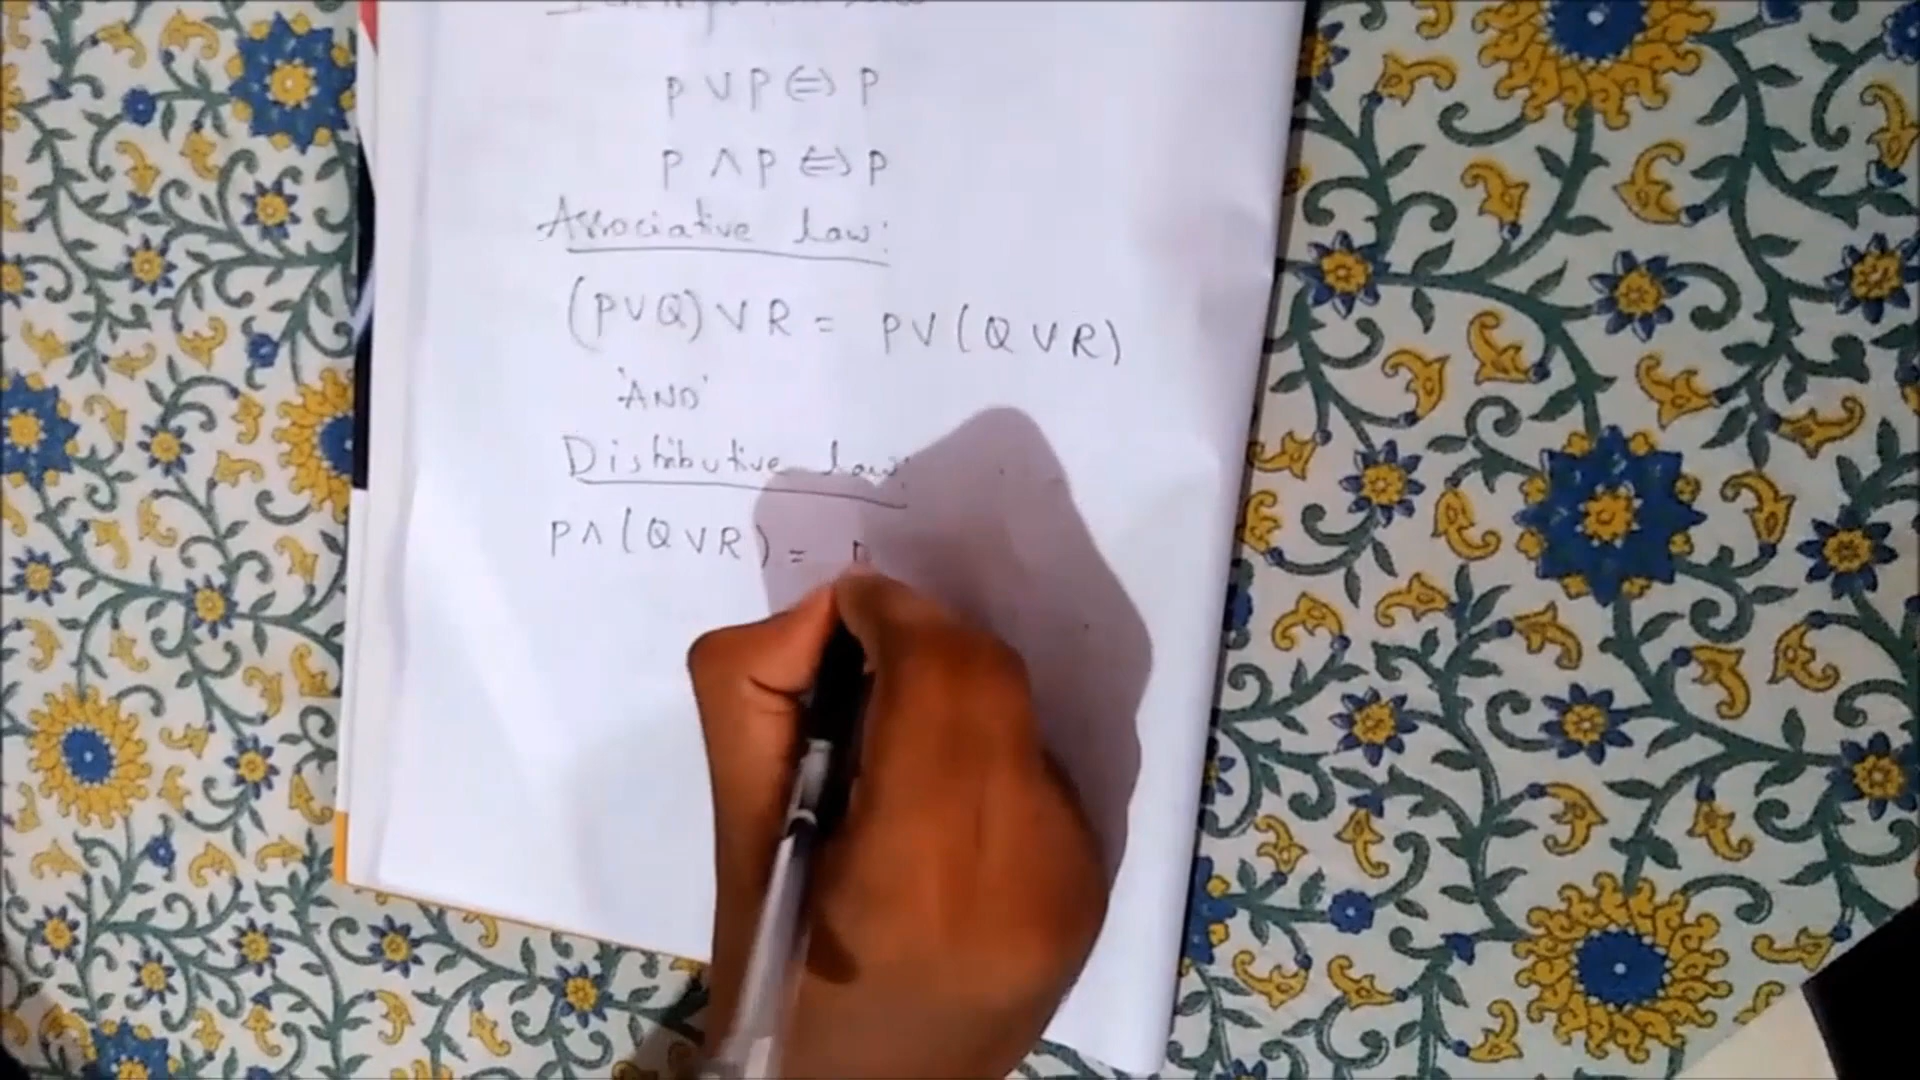 P ∨ P ⇔ P
P ∧ P ⇔ P
Associative law:
(P∨Q) ∨ R = P∨(Q∨R)
'AND'
Distributive law:
P∧(Q∨R) =